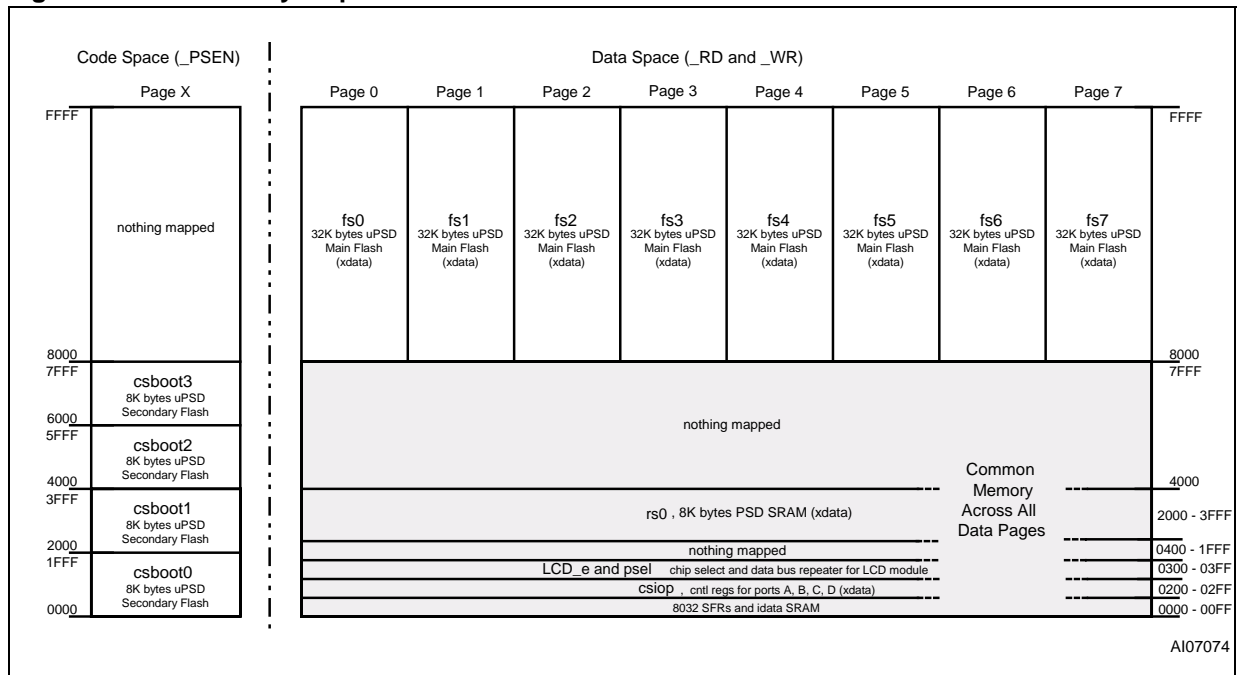 Code Space (_PSEN)
Data Space (_RD and _WR)
Page X
Page 0 Page 1 Page 2 Page 3 Page 4 Page 5 Page 6 Page 7
FFFF
FFFF
nothing mapped
fs0
32K bytes uPSD
Main Flash
(xdata)
fs1
32K bytes uPSD
Main Flash
(xdata)
fs2
32K bytes uPSD
Main Flash
(xdata)
fs3
32K bytes uPSD
Main Flash
(xdata)
fs4
32K bytes uPSD
Main Flash
(xdata)
fs5
32K bytes uPSD
Main Flash
(xdata)
fs6
32K bytes uPSD
Main Flash
(xdata)
fs7
32K bytes uPSD
Main Flash
(xdata)
8000
7FFF
csboot3
8K bytes uPSD
Secondary Flash
6000
5FFF
csboot2
8K bytes uPSD
Secondary Flash
4000
3FFF
csboot1
8K bytes uPSD
Secondary Flash
2000
1FFF
csboot0
8K bytes uPSD
Secondary Flash
0000
8000
7FFF
nothing mapped
Common
Memory
Across All
Data Pages
4000
rs0 , 8K bytes PSD SRAM (xdata)
2000 - 3FFF
nothing mapped
0400 - 1FFF
LCD_e and psel chip select and data bus repeater for LCD module
0300 - 03FF
csiop , cntl regs for ports A, B, C, D (xdata)
0200 - 02FF
8032 SFRs and idata SRAM
0000 - 00FF
AI07074